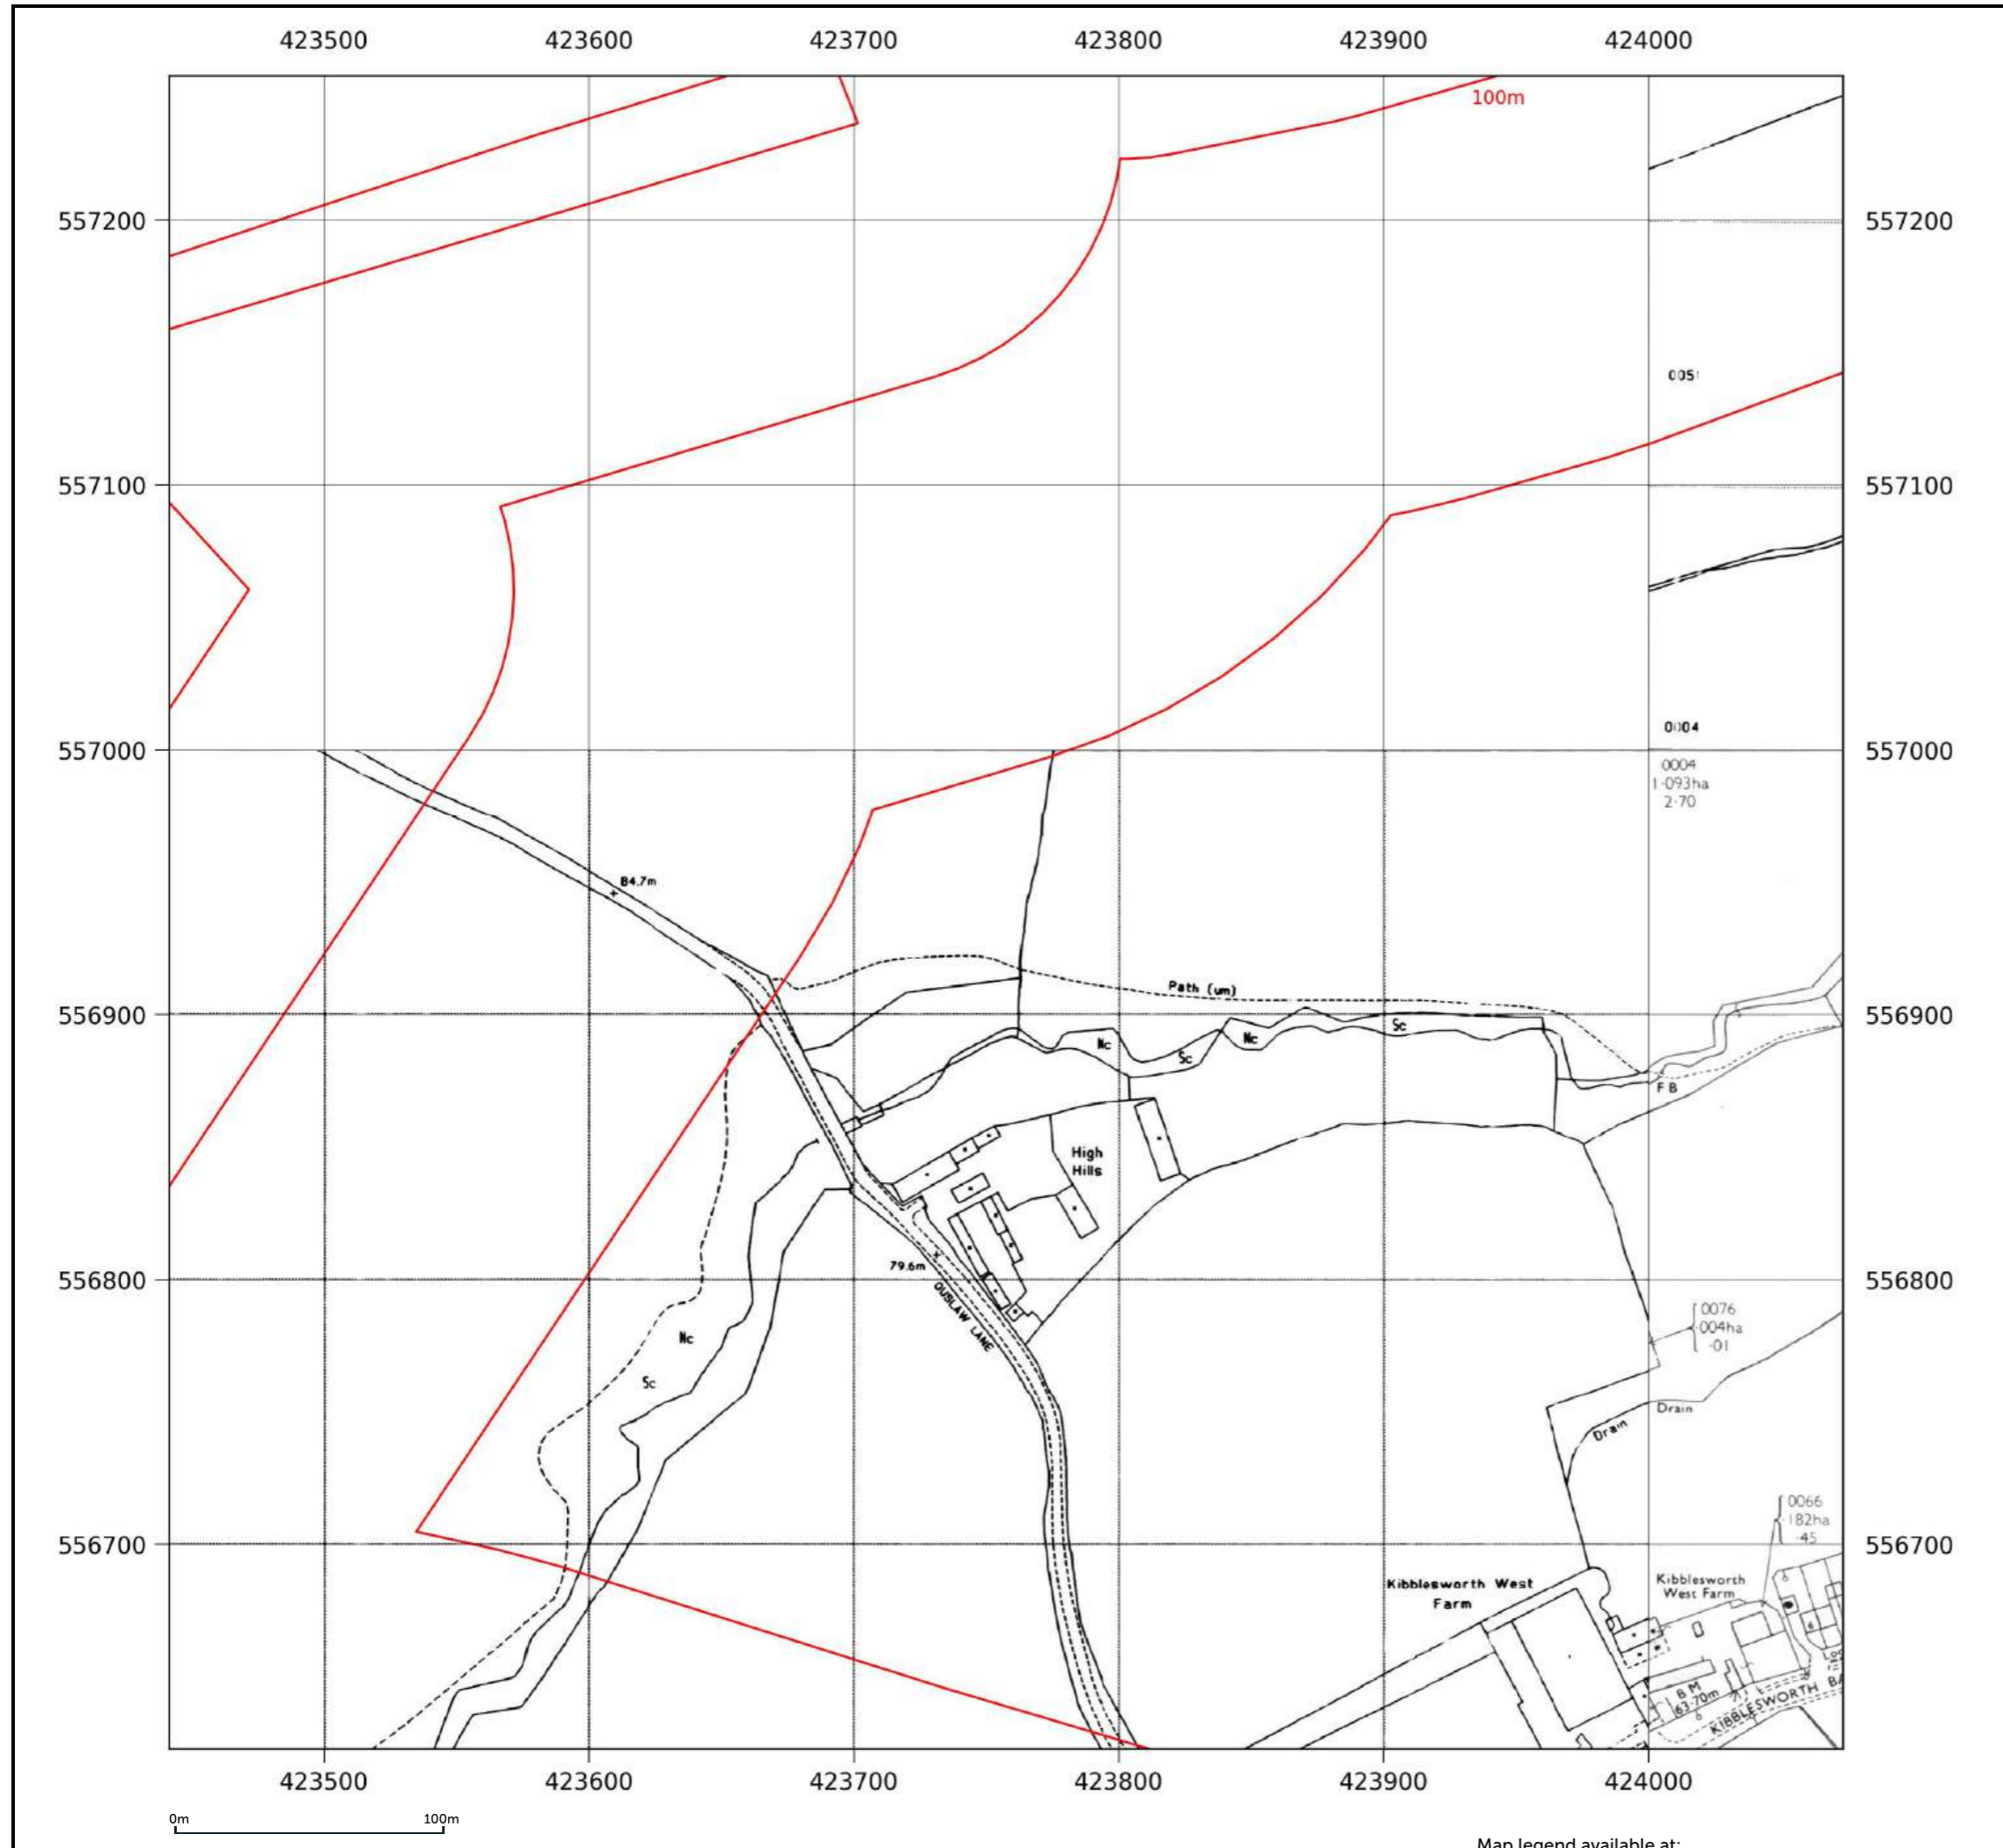 423500 423600 423700 423800 423900 424000
100m
557200 557200
005
557100 557100
0004
557000 557000
0004
1·093ha
2·70
84.7m
Path (um)
556900 556900
Sc
Nc
Nc
Sc
F B
High
Hills
79.6m
556800 556800
OUSLAW LANE
0076
·004ha
·01
Nc
Sc
Drain
Drain
0066
·182ha
·45
556700 556700
Kibblesworth West
Farm
Kibblesworth
West Farm
B M
63·70m
KIBBLESWORTH BA
423500 423600 423700 423800 423900 424000
0m 100m
Map legend available at: